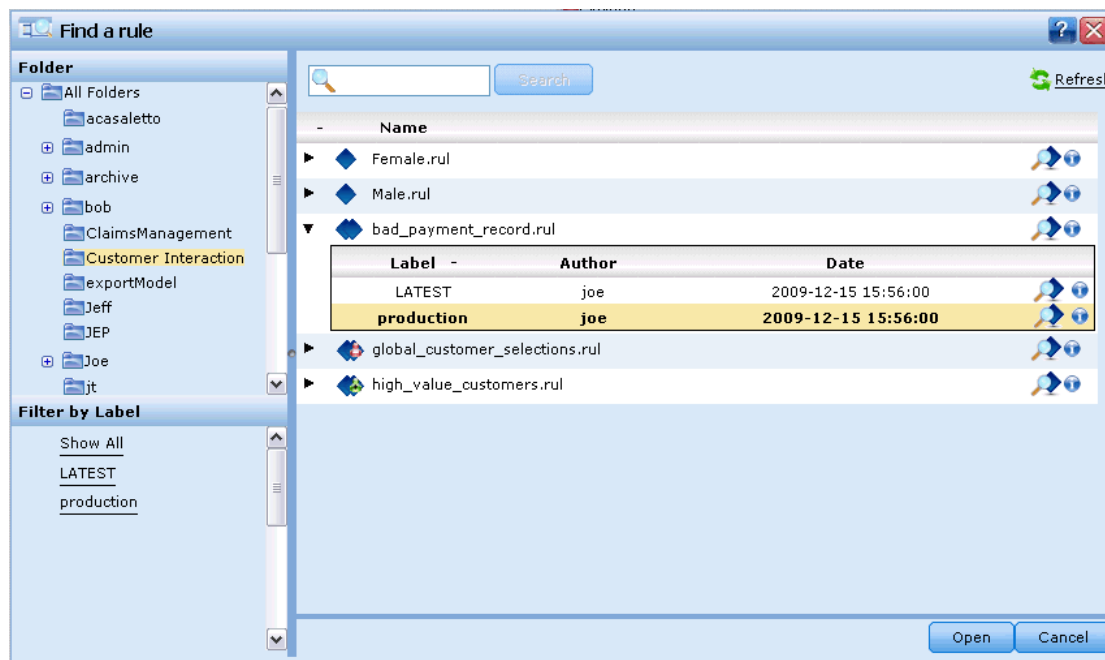 Find a rule
?
Folder
All Folders
acasaletto
admin
archive
bob
ClaimsManagement
Customer Interaction
exportModel
Jeff
JEP
Joe
jt
Filter by Label
Show All
LATEST
production
Search
Refresh
- Name
Female.rul
Male.rul
bad_payment_record.rul
Label - Author Date
LATEST joe 2009-12-15 15:56:00
production joe 2009-12-15 15:56:00
global_customer_selections.rul
high_value_customers.rul
Open Cancel